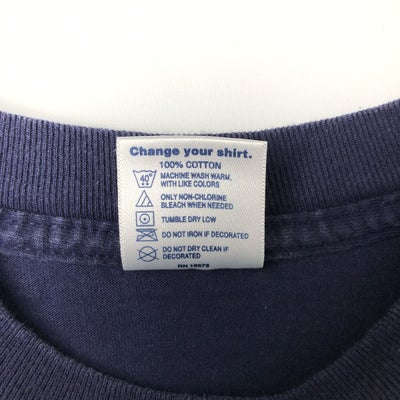 Change your shirt.
100% COTTON
40°
MACHINE WASH WARM,
WITH LIKE COLORS
ONLY NON-CHLORINE
BLEACH WHEN NEEDED
TUMBLE DRY LOW
DO NOT IRON IF DECORATED
DO NOT DRY CLEAN IF
DECORATED
RN